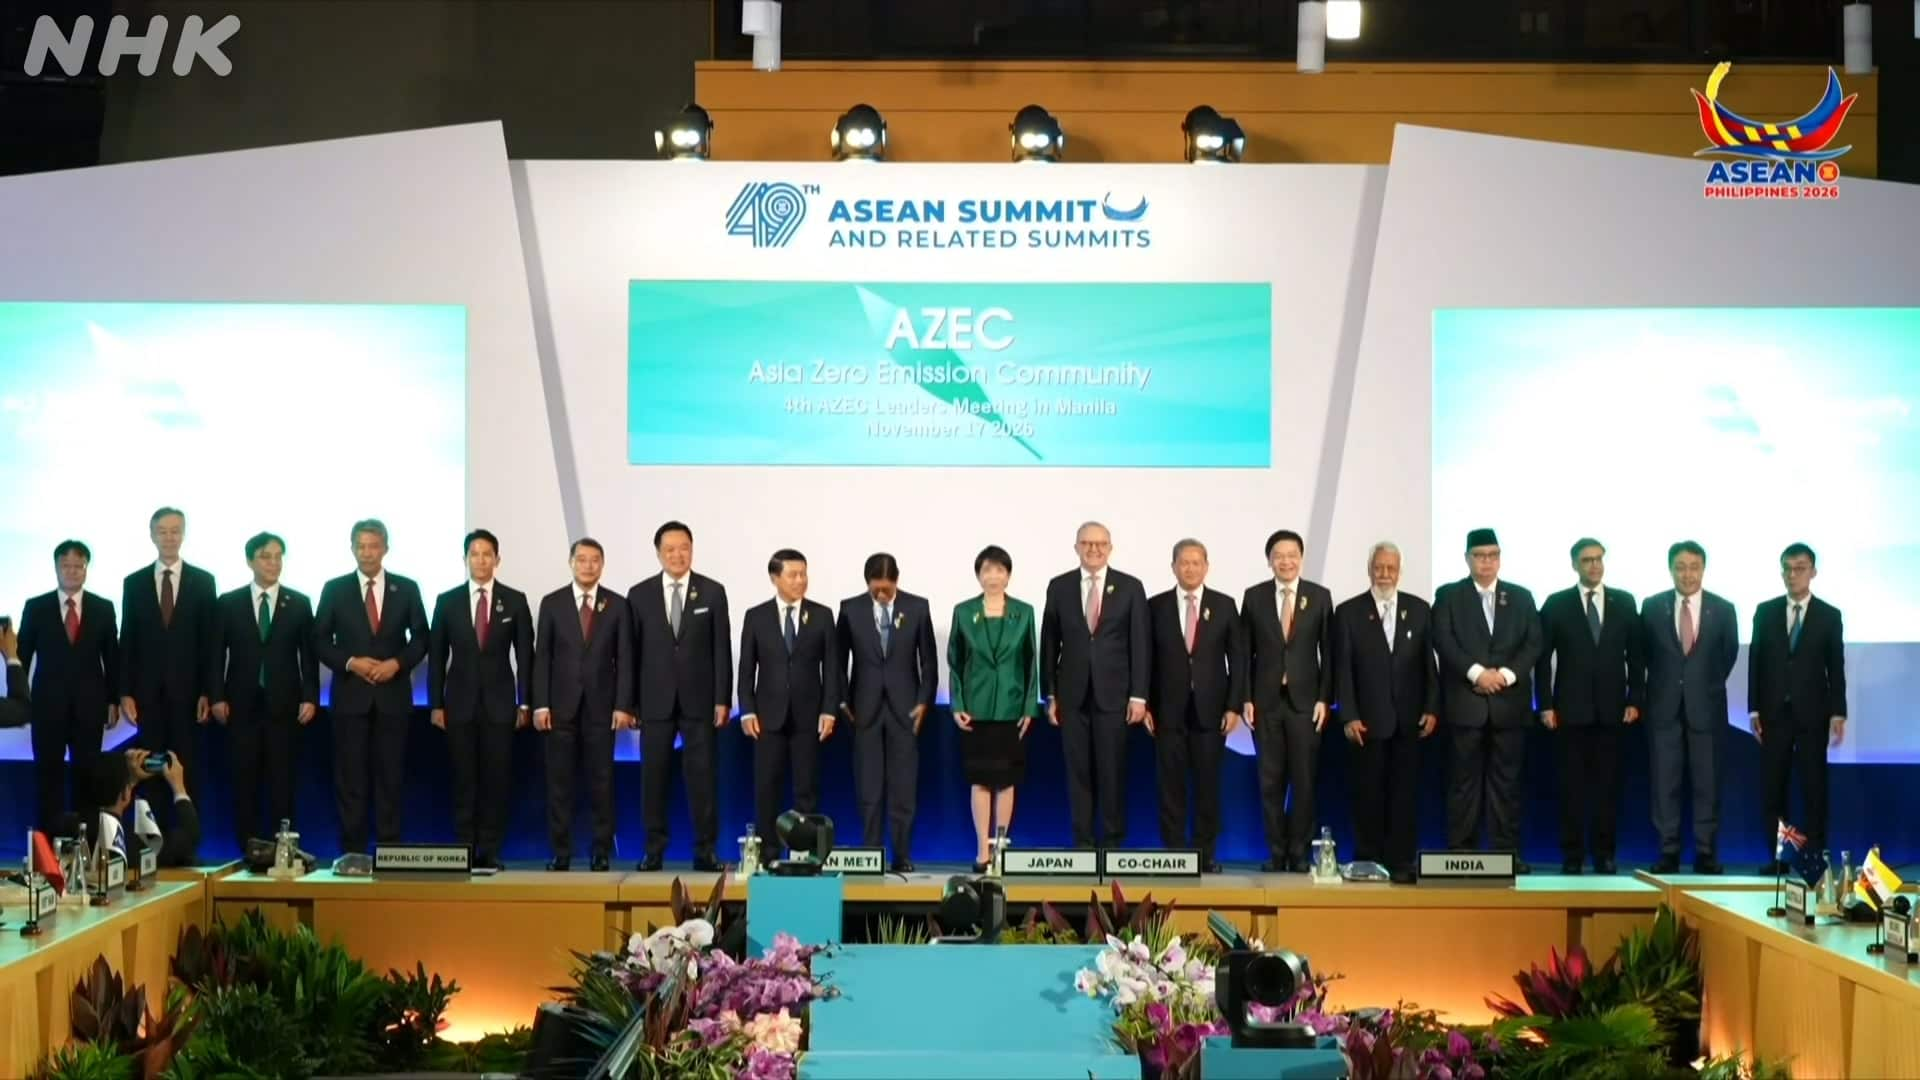 NHK
ASEAN
PHILIPPINES 2026
49TH ASEAN SUMMIT
AND RELATED SUMMITS
AZEC
Asia Zero Emission Community
4th AZEC Leaders Meeting in Manila
November 17 2026
REPUBLIC OF KOREA
METI
JAPAN
CO-CHAIR
INDIA